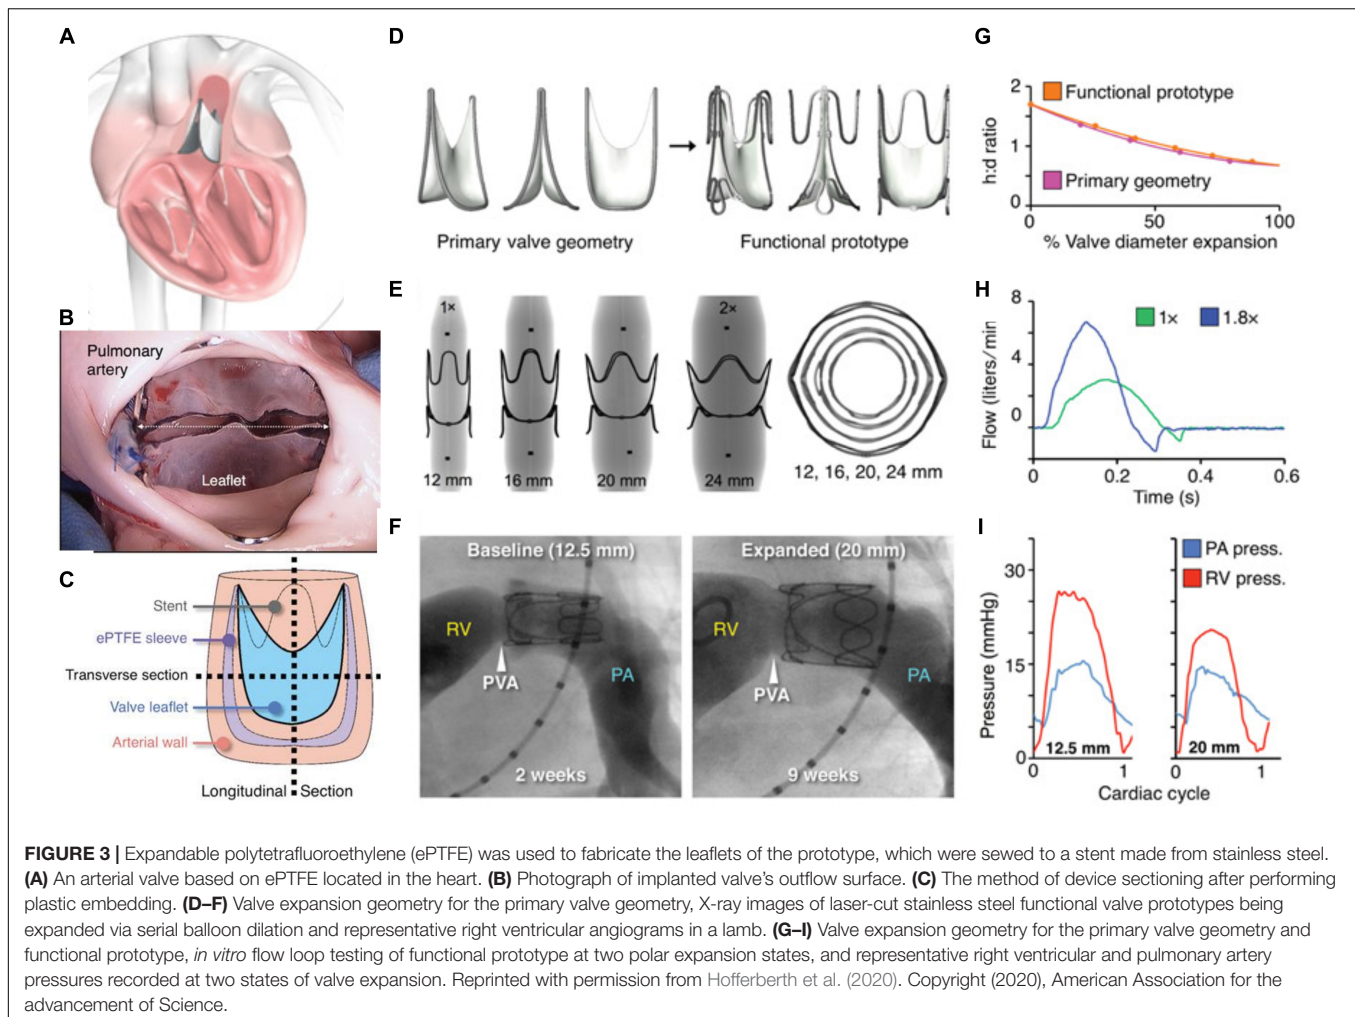 A
B
Pulmonary
artery
Leaflet
C
Stent
ePTFE sleeve
Transverse section
Valve leaflet
Arterial wall
Longitudinal Section
D
Primary valve geometry
Functional prototype
E
1×
2×
12 mm
16 mm
20 mm
24 mm
12, 16, 20, 24 mm
F
Baseline (12.5 mm)
RV
PVA
PA
2 weeks
Expanded (20 mm)
RV
PVA
PA
9 weeks
G
h:d ratio
2
1
0
Functional prototype
Primary geometry
0
50
100
% Valve diameter expansion
H
Flow (liters/min)
8
4
0
1×
1.8×
0
0.2
0.4
0.6
Time (s)
I
Pressure (mmHg)
30
15
0
PA press.
RV press.
12.5 mm
20 mm
0
1
0
1
Cardiac cycle
FIGURE 3 | Expandable polytetrafluoroethylene (ePTFE) was used to fabricate the leaflets of the prototype, which were sewed to a stent made from stainless steel.
(A) An arterial valve based on ePTFE located in the heart. (B) Photograph of implanted valve's outflow surface. (C) The method of device sectioning after performing
plastic embedding. (D–F) Valve expansion geometry for the primary valve geometry, X-ray images of laser-cut stainless steel functional valve prototypes being
expanded via serial balloon dilation and representative right ventricular angiograms in a lamb. (G–I) Valve expansion geometry for the primary valve geometry and
functional prototype, in vitro flow loop testing of functional prototype at two polar expansion states, and representative right ventricular and pulmonary artery
pressures recorded at two states of valve expansion. Reprinted with permission from Hofferberth et al. (2020). Copyright (2020), American Association for the
advancement of Science.